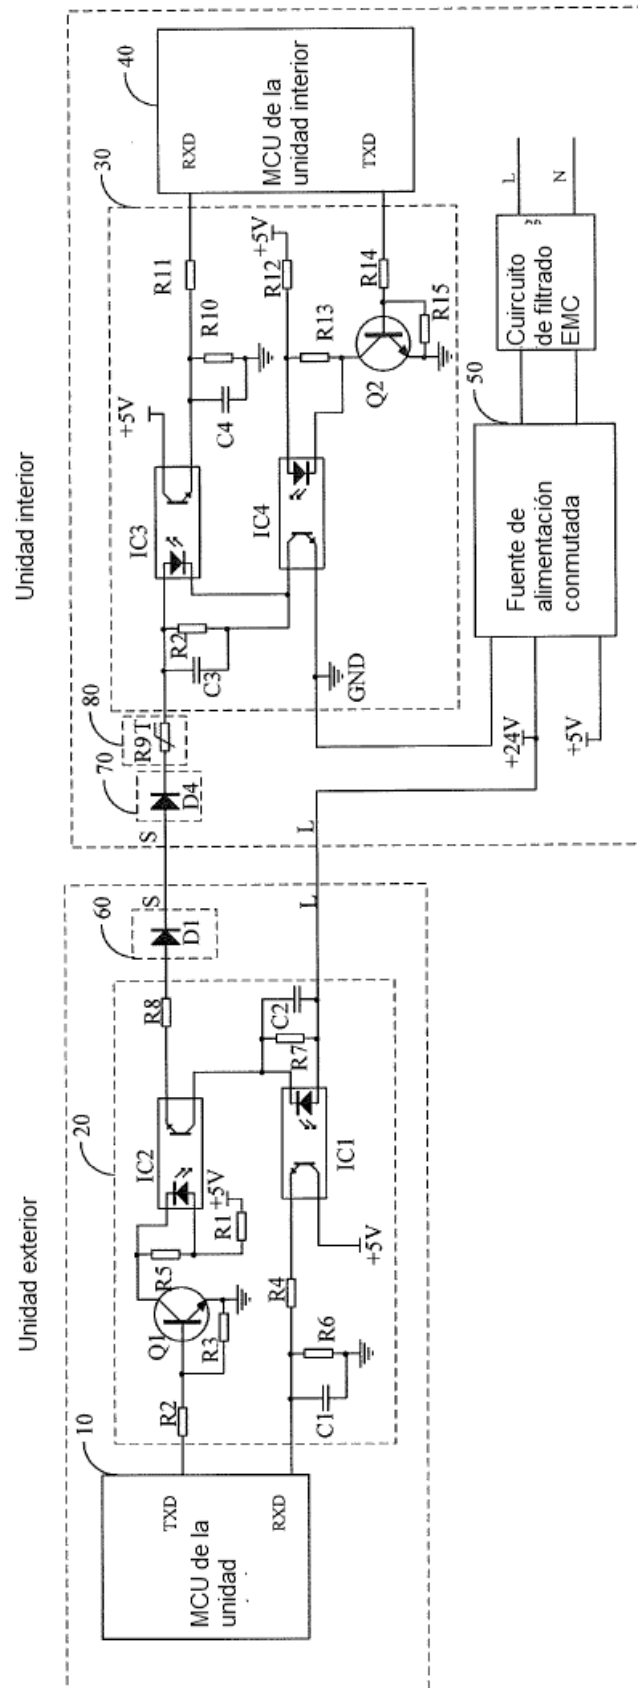 Unidad exterior
Unidad interior
10
MCU de la
unidad
TXD
RXD
20
R2
Q1
R3
R5
R1
+5V
IC2
R8
C1
R6
R4
+5V
IC1
R7
C2
60
D1
S
L
S
L
70
D4
80
R9T
30
C3
R2
IC3
+5V
C4
R10
R11
GND
IC4
R12
+5V
R13
Q2
R14
R15
40
RXD
MCU de la
unidad interior
TXD
+24V
+5V
50
Fuente de
alimentación
conmutada
Cuircuito
de filtrado
EMC
L
N